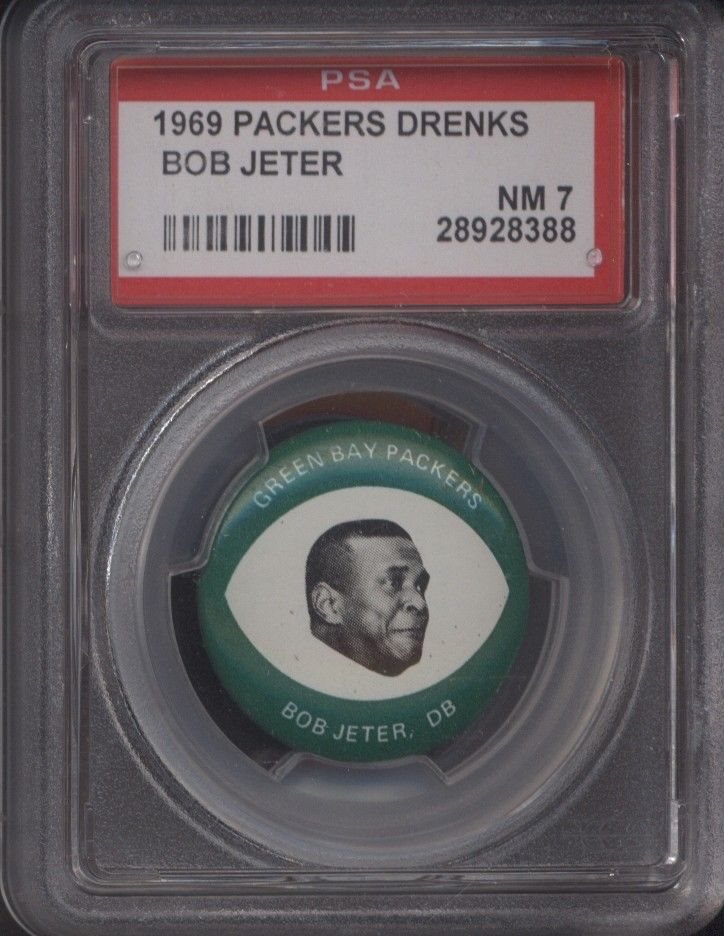 PSA
1969 PACKERS DRENKS
BOB JETER
NM 7
28928388
GREEN BAY PACKERS
BOB JETER, DB